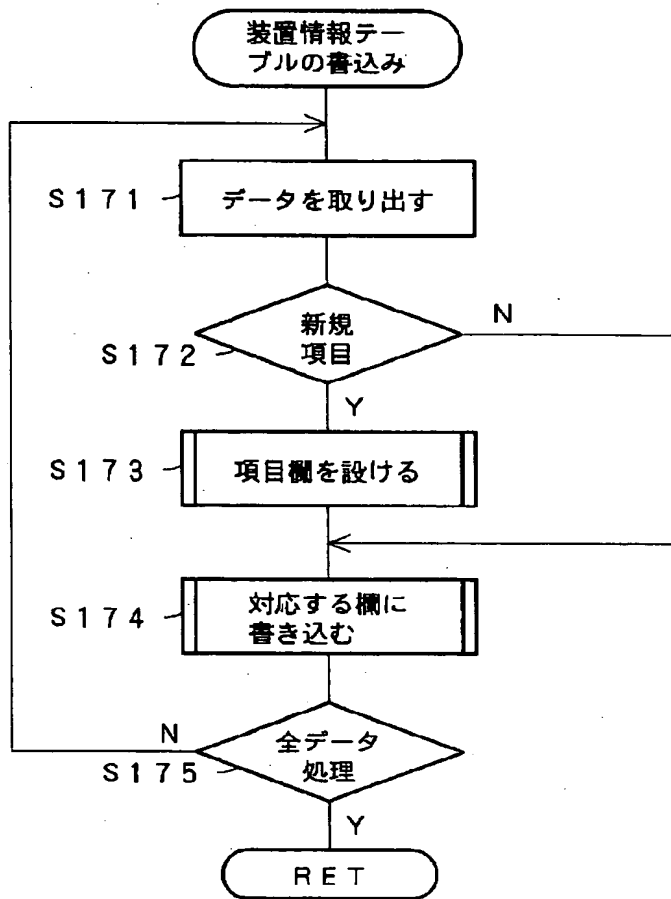 装置情報テー
ブルの書込み
S171
データを取り出す
新規
項目
N
S172
Y
S173
項目欄を設ける
S174
対応する欄に
書き込む
N
全データ
処理
S175
Y
RET